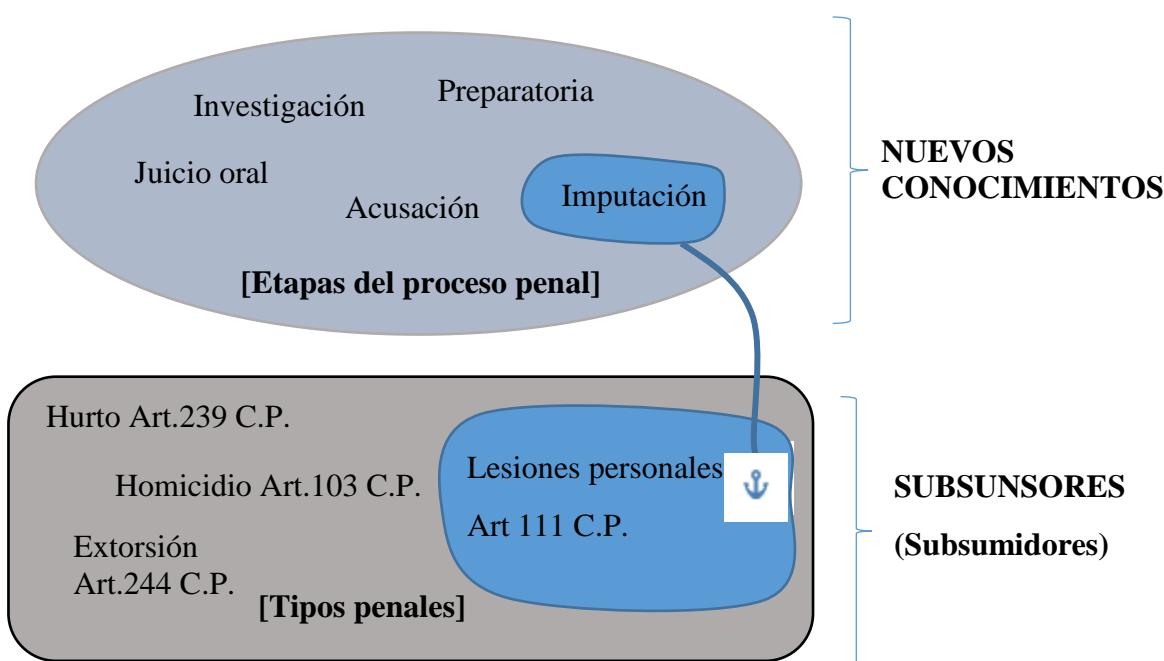 Investigación
Preparatoria
Juicio oral
Acusación
Imputación
[Etapas del proceso penal]
NUEVOS
CONOCIMIENTOS
Hurto Art.239 C.P.
Homicidio Art.103 C.P.
Extorsión
Art.244 C.P.
[Tipos penales]
Lesiones personales
Art 111 C.P.
SUBSUNSORES
(Subsumidores)